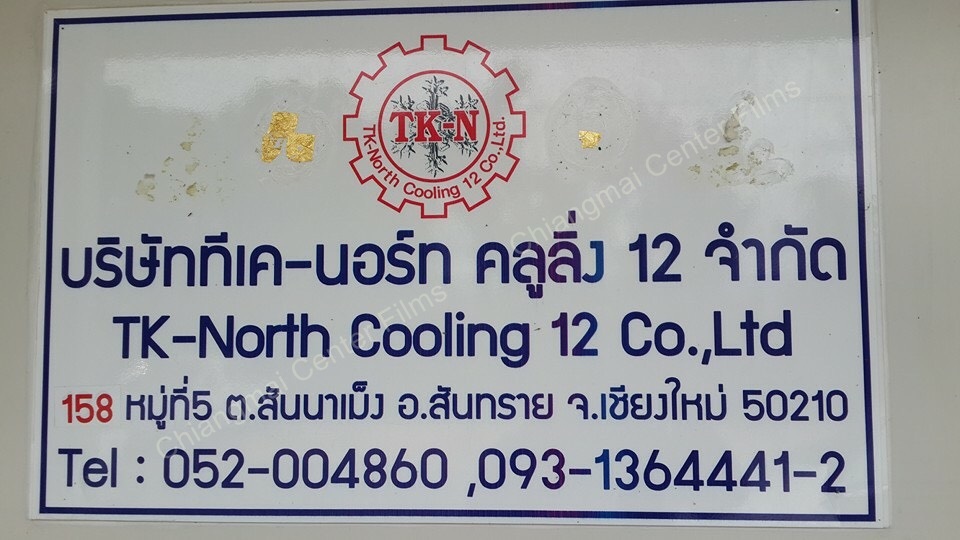 TK-N
TK-North Cooling 12 Co.,Ltd.
บริษัททีเค-นอร์ท คลูลิ่ง 12 จำกัด
TK-North Cooling 12 Co.,Ltd
158 หมู่ที่5 ต.สันนาเม็ง อ.สันทราย จ.เชียงใหม่ 50210
Tel : 052-004860 ,093-1364441-2
Chiangmai Center Films
Chiangmai Center Films